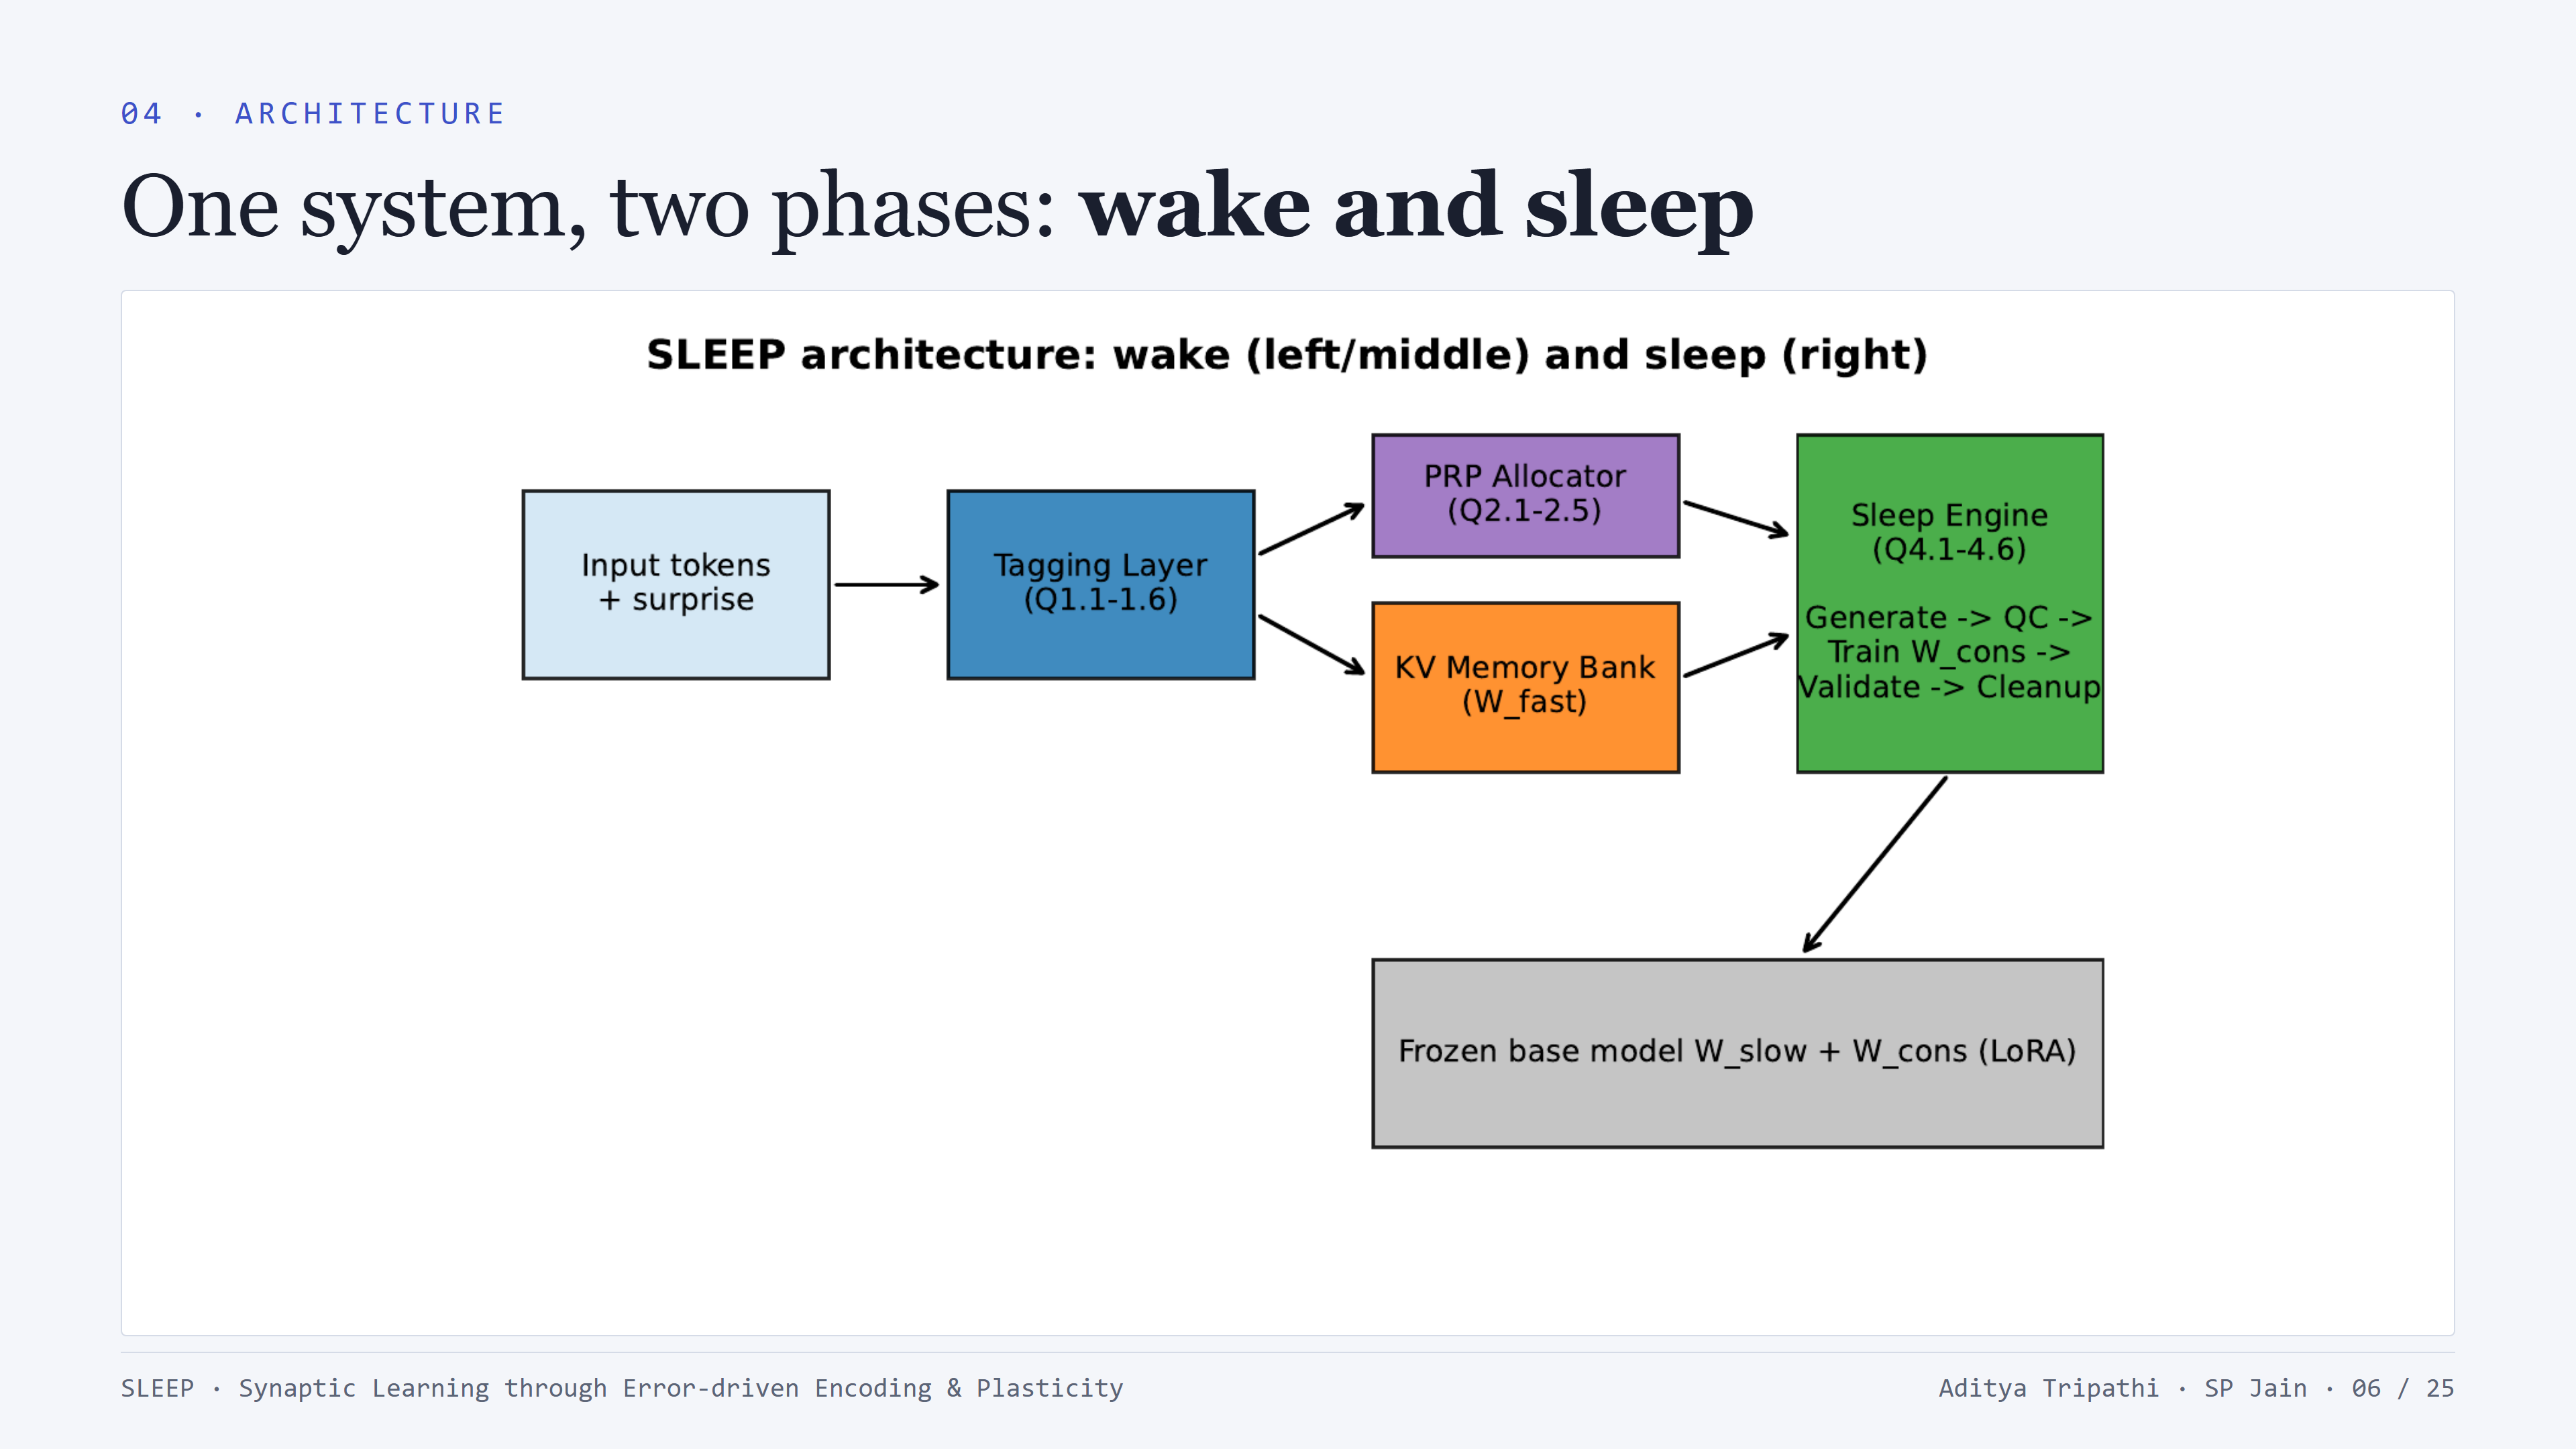 04 · ARCHITECTURE
One system, two phases: wake and sleep
SLEEP architecture: wake (left/middle) and sleep (right)
Input tokens
+ surprise
Tagging Layer
(Q1.1-1.6)
PRP Allocator
(Q2.1-2.5)
KV Memory Bank
(W_fast)
Sleep Engine
(Q4.1-4.6)
Generate -> QC ->
Train W_cons ->
Validate -> Cleanup
Frozen base model W_slow + W_cons (LoRA)
SLEEP · Synaptic Learning through Error-driven Encoding & Plasticity
Aditya Tripathi · SP Jain · 06 / 25